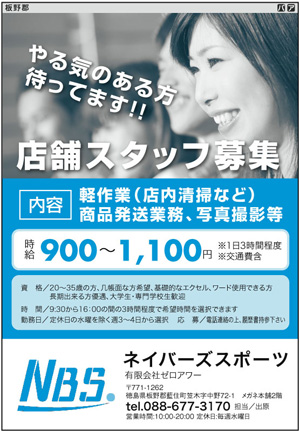 板野郡 パア
やる気のある方
待ってます!!
店舗スタッフ募集
内容
軽作業(店内清掃など)
商品発送業務、写真撮影等
時給 900~1,100円 ※1日3時間程度
※交通費含
資 格/20~35歳の方、几帳面な方希望、基礎的なエクセル、ワード使用できる方
長期出来る方優遇、大学生・専門学校生歓迎
時 間/9:30から16:00の間の3時間程度で希望時間を選択できます
勤務日/定休日の水曜を除く週3~4日から選択 応 募/電話連絡の上、履歴書持参下さい
NBS.
ネイバーズスポーツ
有限会社ゼロアワー
〒771-1262
徳島県板野郡藍住町笠木字中野72-1 メガネ本舗2階
tel.088-677-3170 担当/出原
営業時間:10:00-20:00 定休日:毎週水曜日